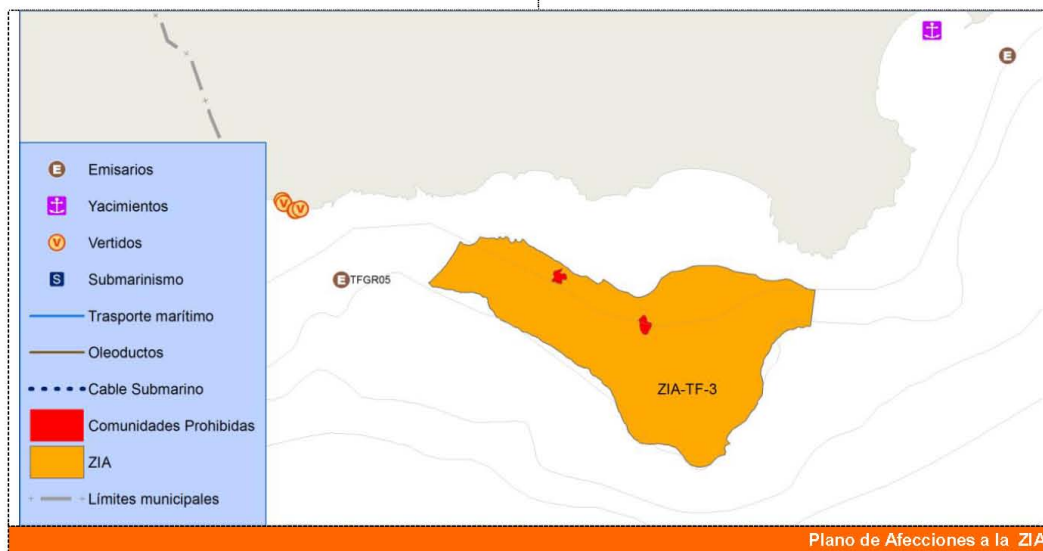 E
E
Emisarios
Yacimientos
V
V
V
Vertidos
S
Submarinismo
E TFGR05
Trasporte marítimo
Oleoductos
Cable Submarino
ZIA-TF-3
Comunidades Prohibidas
ZIA
Límites municipales
Plano de Afecciones a la ZIA